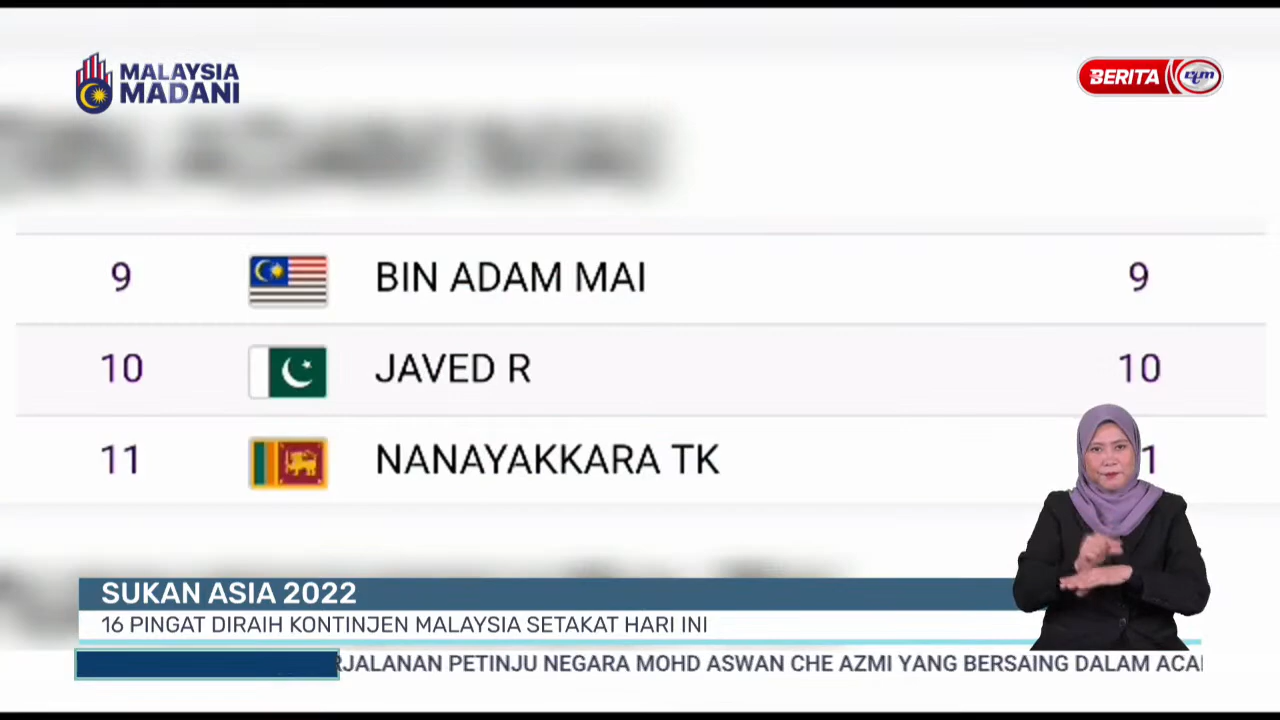 MALAYSIA
MADANI
BERITA rtm
9 BIN ADAM MAI 9
10 JAVED R 10
11 NANAYAKKARA TK
SUKAN ASIA 2022
16 PINGAT DIRAIH KONTINJEN MALAYSIA SETAKAT HARI INI
RJALANAN PETINJU NEGARA MOHD ASWAN CHE AZMI YANG BERSAING DALAM ACA